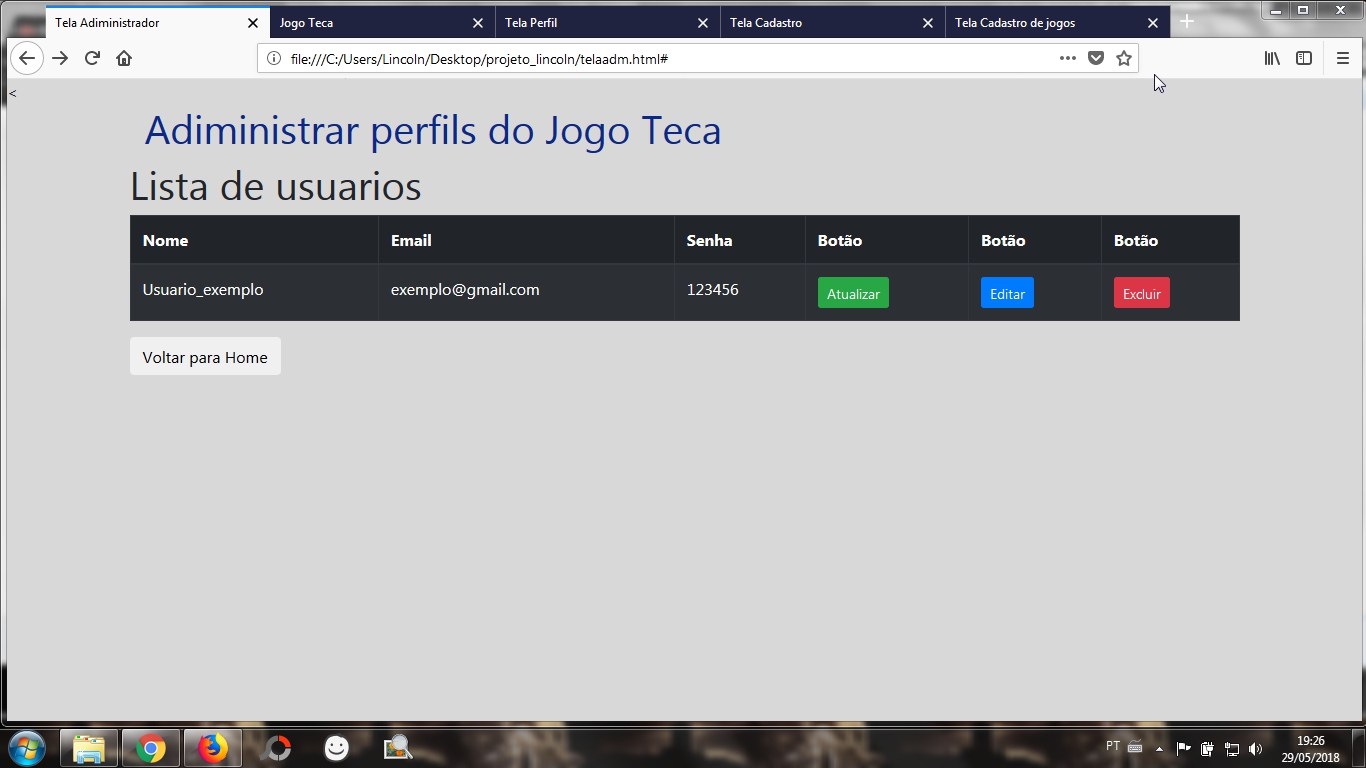 Tela Adiministrador
Jogo Teca
Tela Perfil
Tela Cadastro
Tela Cadastro de jogos
file:///C:/Users/Lincoln/Desktop/projeto_lincoln/telaadm.html#
<
Adiministrar perfils do Jogo Teca
Lista de usuarios
Nome Email Senha Botão Botão Botão
Usuario_exemplo exemplo@gmail.com 123456 Atualizar Editar Excluir
Voltar para Home
PT
19:26
29/05/2018